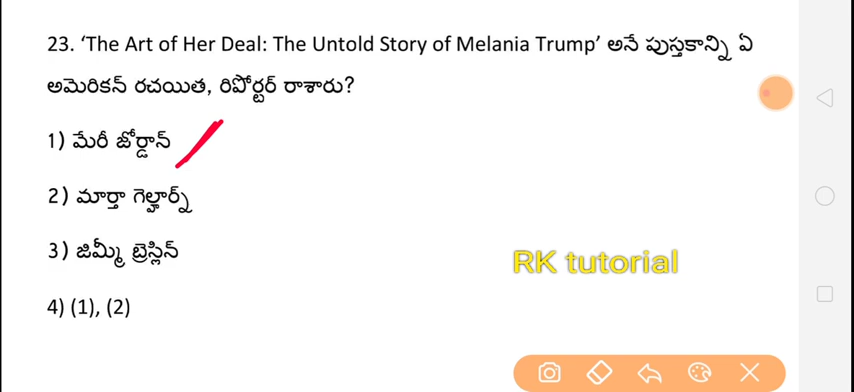 23. ‘The Art of Her Deal: The Untold Story of Melania Trump’ అనే పుస్తకాన్ని ఏ
అమెరికన్ రచయిత, రిపోర్టర్ రాశారు?
1) మేరీ జోర్డాన్
2) మార్తా గెల్హార్న్
3) జిమ్మీ బ్రెస్లిన్
RK tutorial
4) (1), (2)